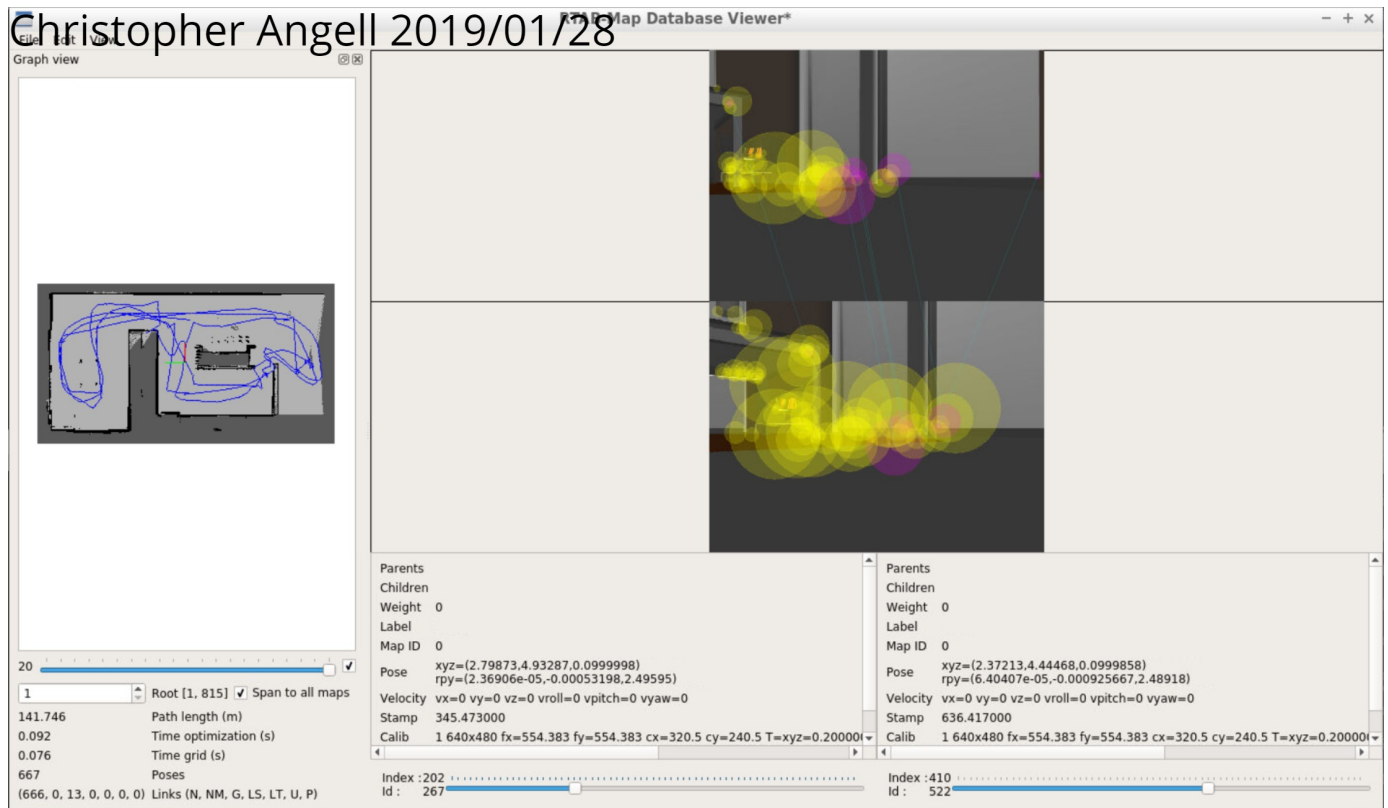 Christopher Angell 2019/01/28
RTAB-Map Database Viewer*
File Edit View
Graph view
20
1 Root [1, 815] Span to all maps
141.746 Path length (m)
0.092 Time optimization (s)
0.076 Time grid (s)
667 Poses
(666, 0, 13, 0, 0, 0, 0) Links (N, NM, G, LS, LT, U, P)
Parents
Children
Weight 0
Label
Map ID 0
Pose xyz=(2.79873,4.93287,0.0999998)
rpy=(2.36906e-05,-0.00053198,2.49595)
Velocity vx=0 vy=0 vz=0 vroll=0 vpitch=0 vyaw=0
Stamp 345.473000
Calib 1 640x480 fx=554.383 fy=554.383 cx=320.5 cy=240.5 T=xyz=0.20000
Index :202
Id : 267
Parents
Children
Weight 0
Label
Map ID 0
Pose xyz=(2.37213,4.44468,0.0999858)
rpy=(6.40407e-05,-0.000925667,2.48918)
Velocity vx=0 vy=0 vz=0 vroll=0 vpitch=0 vyaw=0
Stamp 636.417000
Calib 1 640x480 fx=554.383 fy=554.383 cx=320.5 cy=240.5 T=xyz=0.20000
Index :410
Id : 522